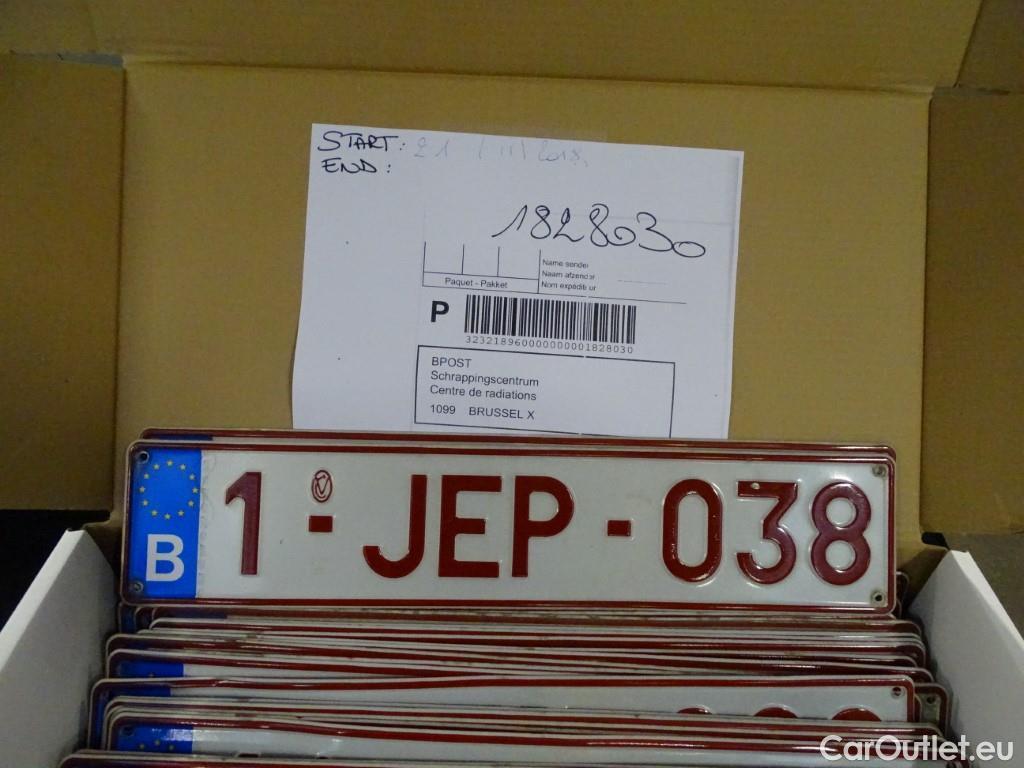 START: 21 / 11 / 2018
END:
1828030
Name sender
Naam afzender
Nom expéditeur
Paquet - Pakket
P
323218960000000001828030
BPOST
Schrappingscentrum
Centre de radiations
1099 BRUSSEL X
B 1-JEP-038
CarOutlet.eu